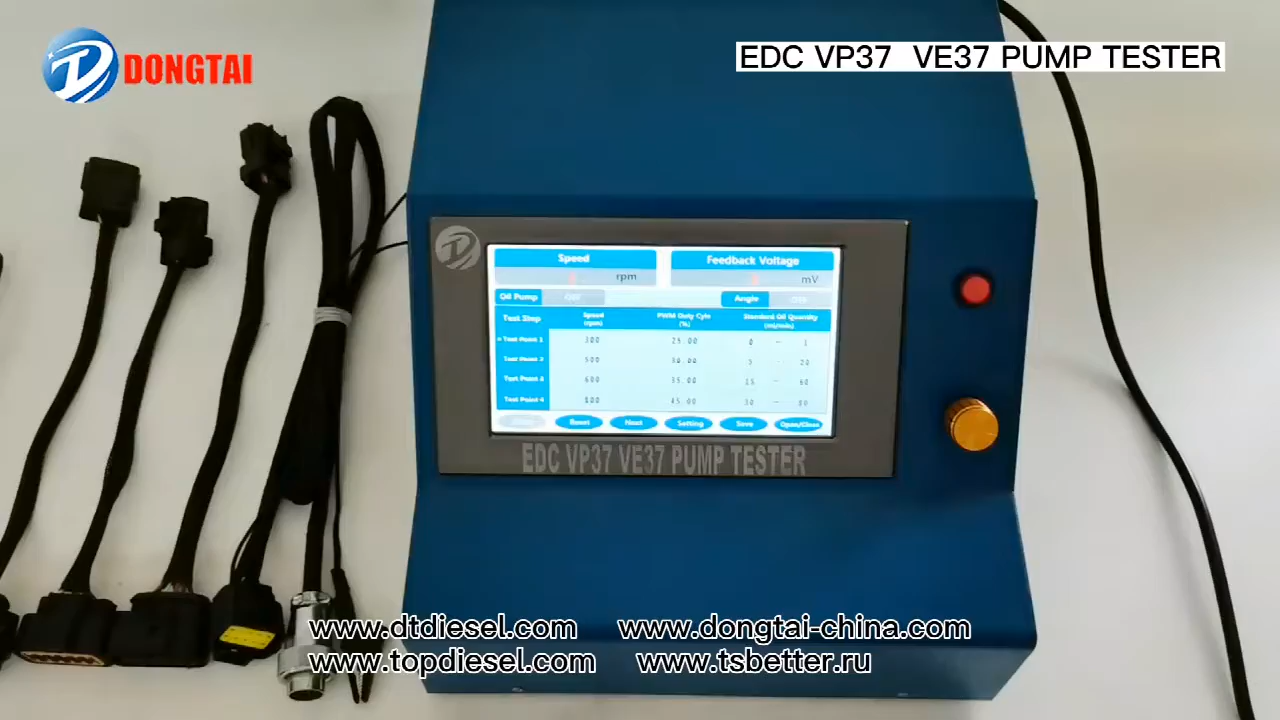 DONGTAI
EDC VP37 VE37 PUMP TESTER
Speed
Feedback Voltage
rpm
mV
Oil Pump
OFF
Angle
OFF
Test Step
Speed (rpm)
PWM Duty Cyle (%)
Standard Oil Quantity (ml/min)
Test Point 1 300 25.00 0 — 1
Test Point 2 500 30.00 5 20
Test Point 3 600 35.00 15 — 60
Test Point 4 800 45.00 30 — 80
Reset Next Setting Save Open/Close
EDC VP37 VE37 PUMP TESTER
www.dtdiesel.com www.dongtai-china.com
www.topdiesel.com www.tsbetter.ru